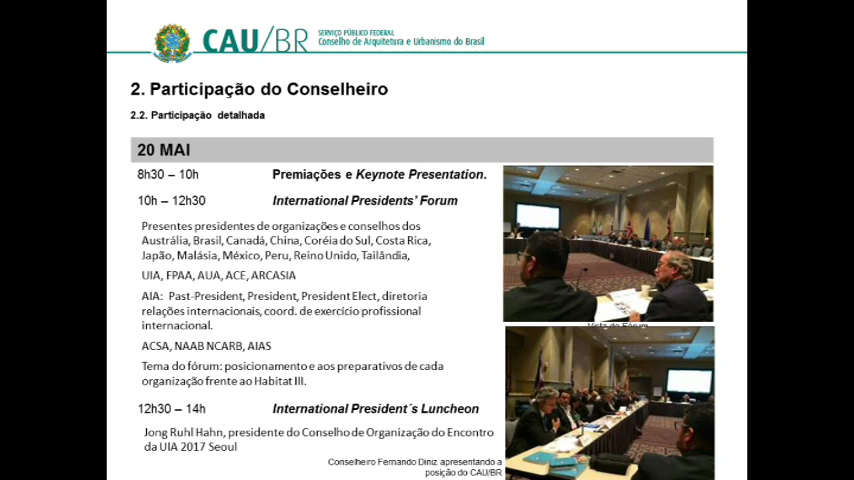 CAU/BR
SERVIÇO PÚBLICO FEDERAL
Conselho de Arquitetura e Urbanismo do Brasil
2. Participação do Conselheiro
2.2. Participação detalhada
20 MAI
8h30 – 10h Premiações e Keynote Presentation.
10h – 12h30 International Presidents' Forum
Presentes presidentes de organizações e conselhos dos
Austrália, Brasil, Canadá, China, Coréia do Sul, Costa Rica,
Japão, Malásia, México, Peru, Reino Unido, Tailândia,
UIA, FPAA, AUA, ACE, ARCASIA
AIA: Past-President, President, President Elect, diretoria
relações internacionais, coord. de exercício profissional
internacional.
ACSA, NAAB NCARB, AIAS
Tema do fórum: posicionamento e aos preparativos de cada
organização frente ao Habitat III.
Vista do Fórum
12h30 – 14h International President´s Luncheon
Jong Ruhl Hahn, presidente do Conselho de Organização do Encontro
da UIA 2017 Seoul
Conselheiro Fernando Diniz apresentando a
posição do CAU/BR